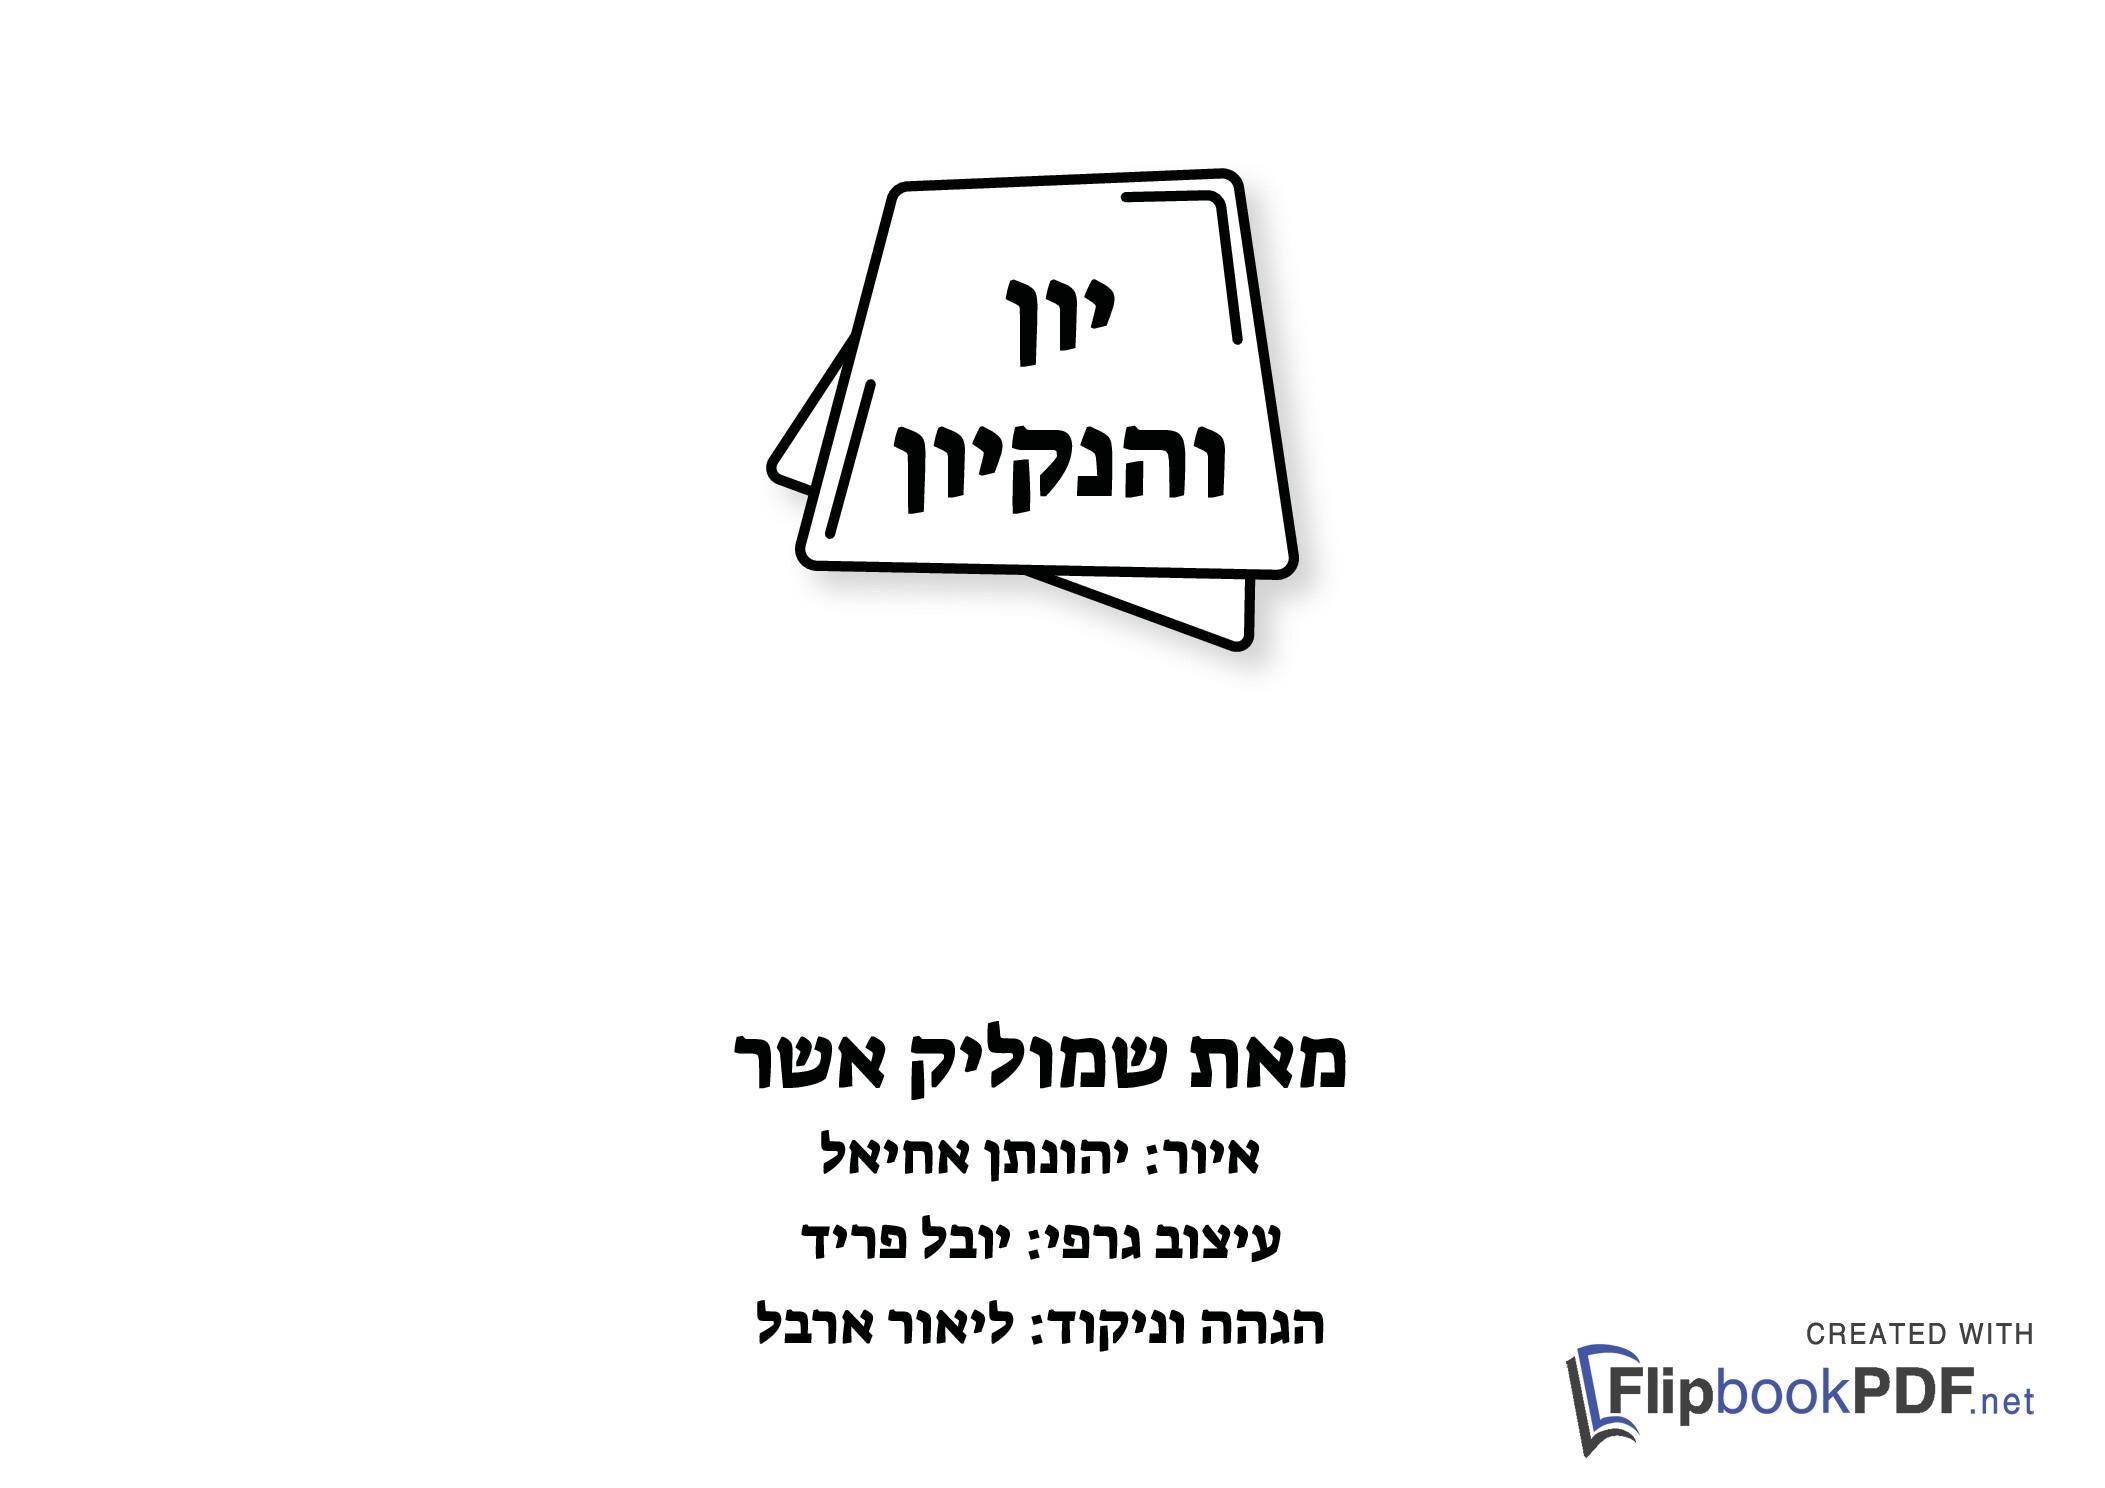 יון
והנקיון
מאת שמוליק אשר
איור: יהונתן אחיאל
עיצוב גרפי: יובל פריד
הגהה וניקוד: ליאור ארבל
CREATED WITH
FlipbookPDF.net